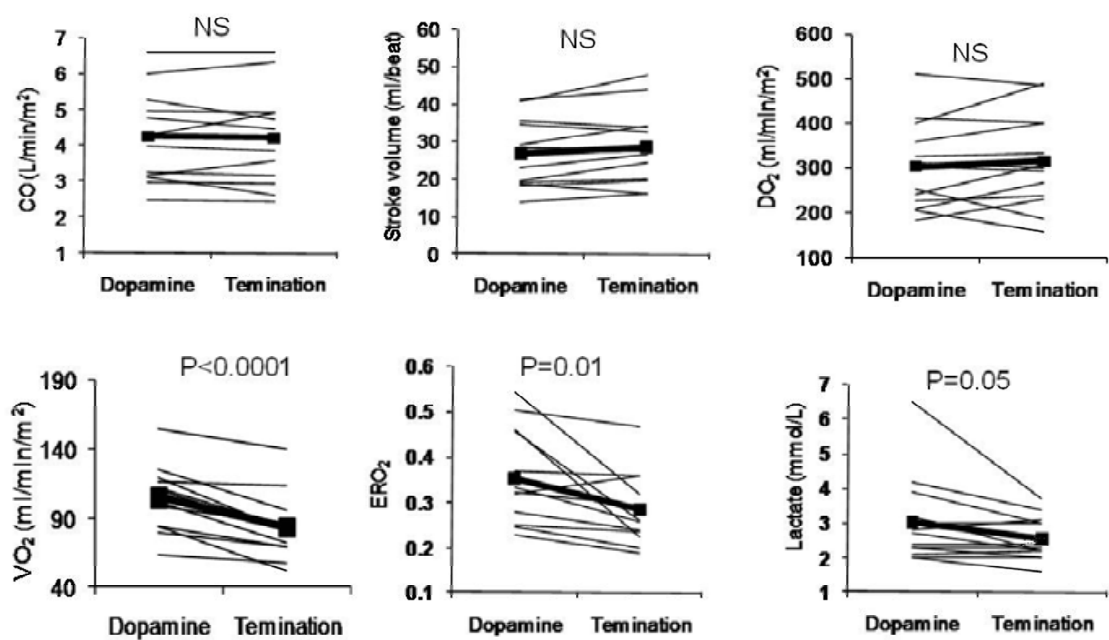 NS
CO (L/min/m²)
7
6
5
4
3
2
1
Dopamine Temination
NS
Stroke volume (ml/beat)
60
50
40
30
20
10
0
Dopamine Temination
NS
DO₂ (ml/mIn/m²)
600
500
400
300
200
100
Dopamine Temination
P<0.0001
VO₂ (ml/mIn/m²)
190
140
90
40
Dopamine Temination
P=0.01
ERO₂
0.6
0.5
0.4
0.3
0.2
0.1
Dopamine Temination
P=0.05
Lactate (mmol/L)
7
6
5
4
3
2
1
Dopamine Temination